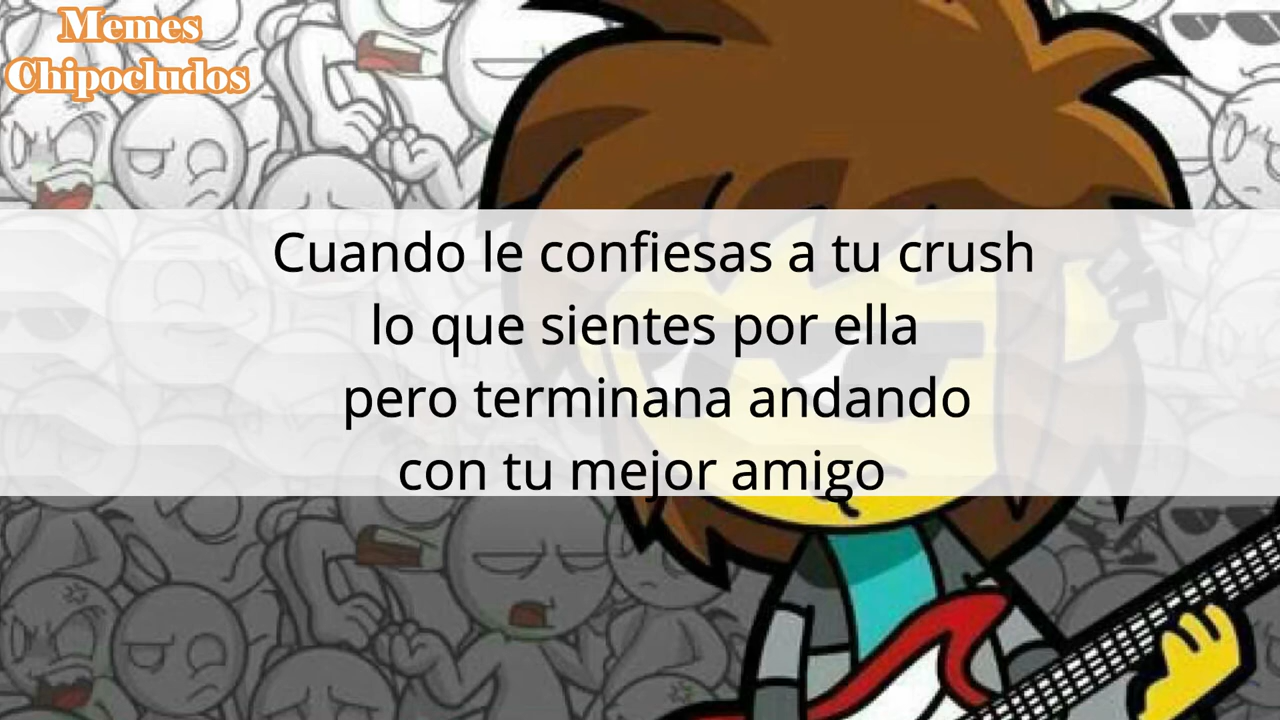 Memes
Chipocludos
Cuando le confiesas a tu crush
lo que sientes por ella
pero terminana andando
con tu mejor amigo